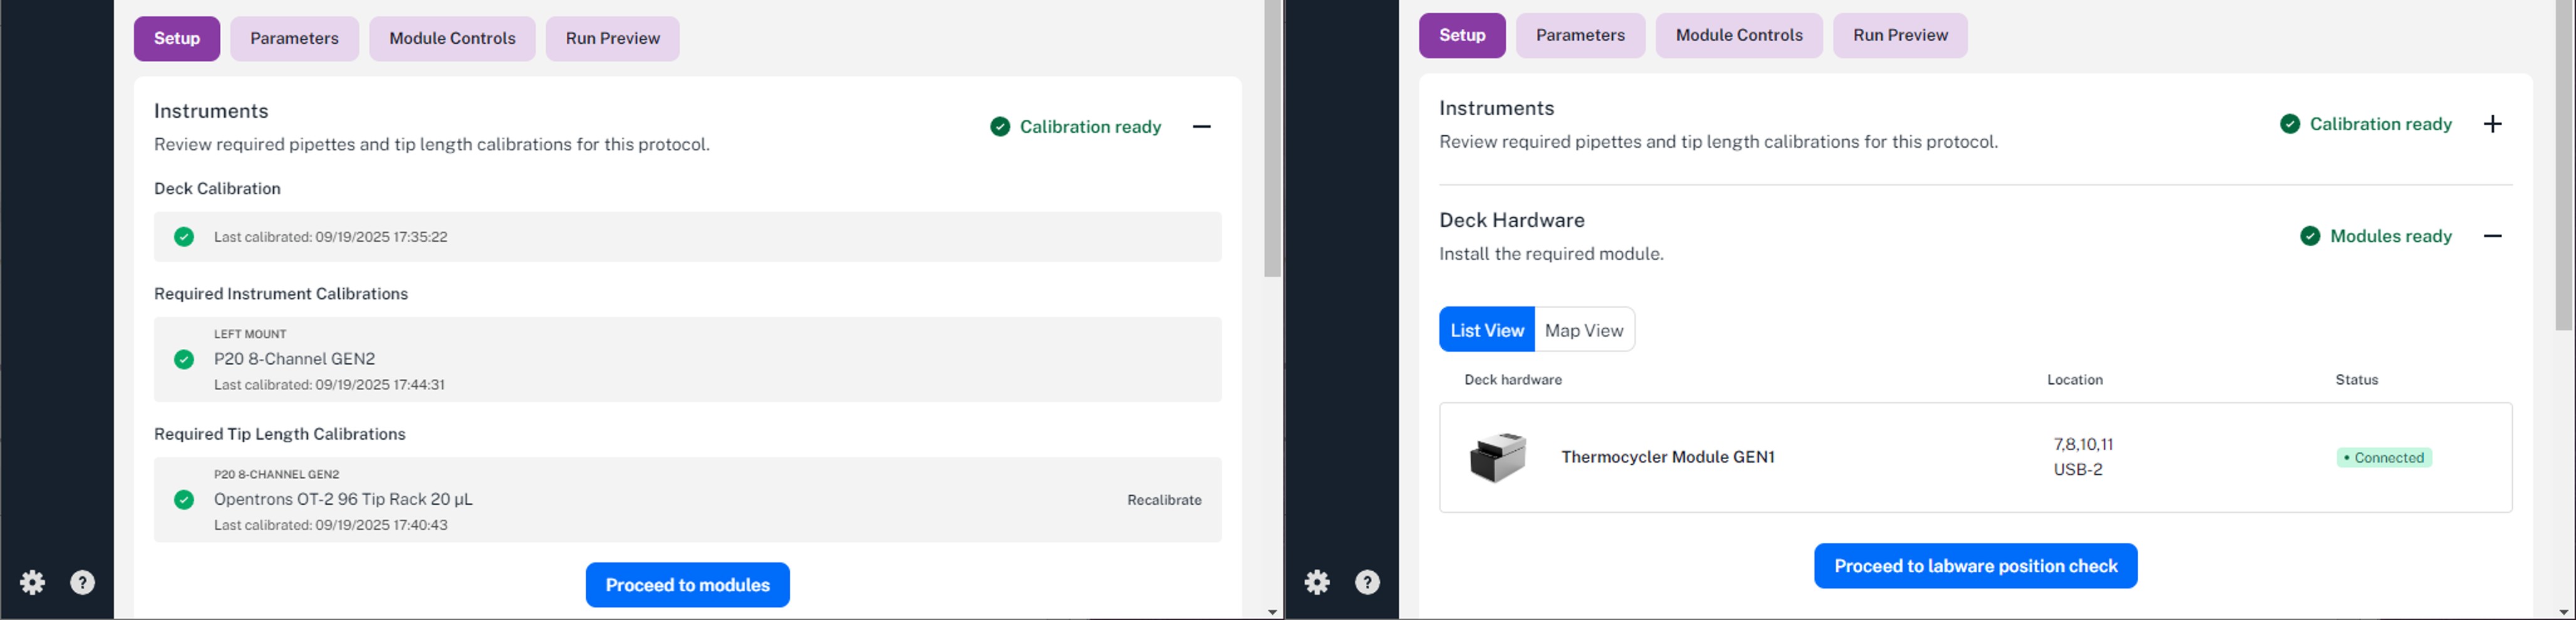 Setup
Parameters
Module Controls
Run Preview
Instruments
Review required pipettes and tip length calibrations for this protocol.
Calibration ready
Deck Calibration
Last calibrated: 09/19/2025 17:35:22
Required Instrument Calibrations
LEFT MOUNT
P20 8-Channel GEN2
Last calibrated: 09/19/2025 17:44:31
Required Tip Length Calibrations
P20 8-CHANNEL GEN2
Opentrons OT-2 96 Tip Rack 20 µL
Last calibrated: 09/19/2025 17:40:43
Recalibrate
Proceed to modules
Setup
Parameters
Module Controls
Run Preview
Instruments
Review required pipettes and tip length calibrations for this protocol.
Calibration ready
Deck Hardware
Install the required module.
Modules ready
List View
Map View
Deck hardware
Location
Status
Thermocycler Module GEN1
7,8,10,11
USB-2
• Connected
Proceed to labware position check